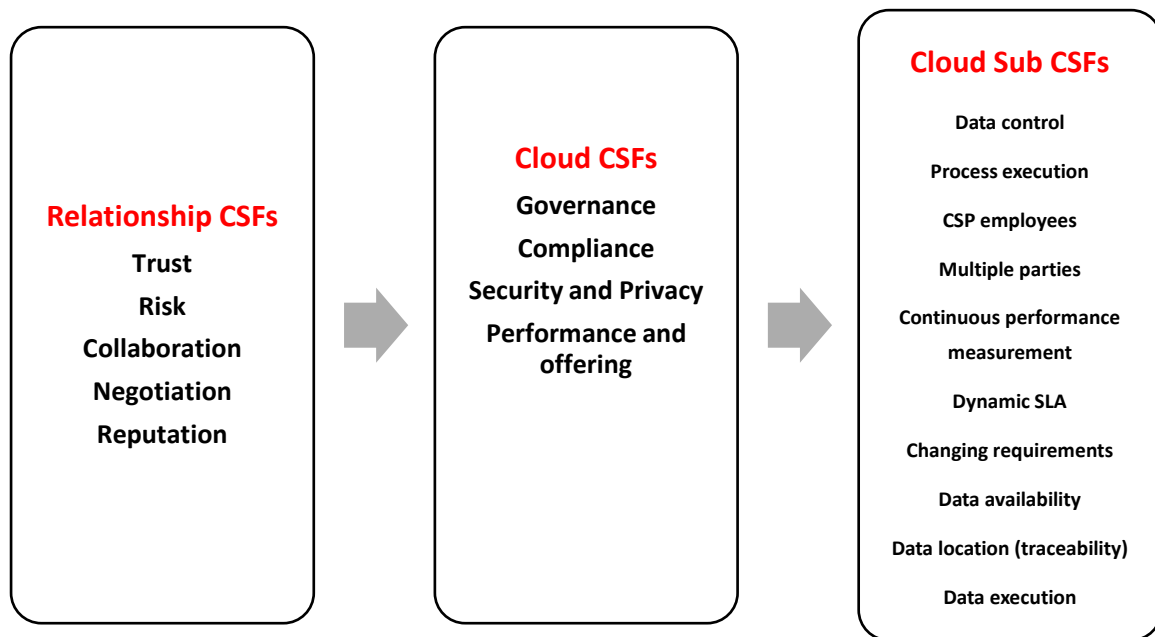 Relationship CSFs
Trust
Risk
Collaboration
Negotiation
Reputation
Cloud CSFs
Governance
Compliance
Security and Privacy
Performance and
offering
Cloud Sub CSFs
Data control
Process execution
CSP employees
Multiple parties
Continuous performance
measurement
Dynamic SLA
Changing requirements
Data availability
Data location (traceability)
Data execution